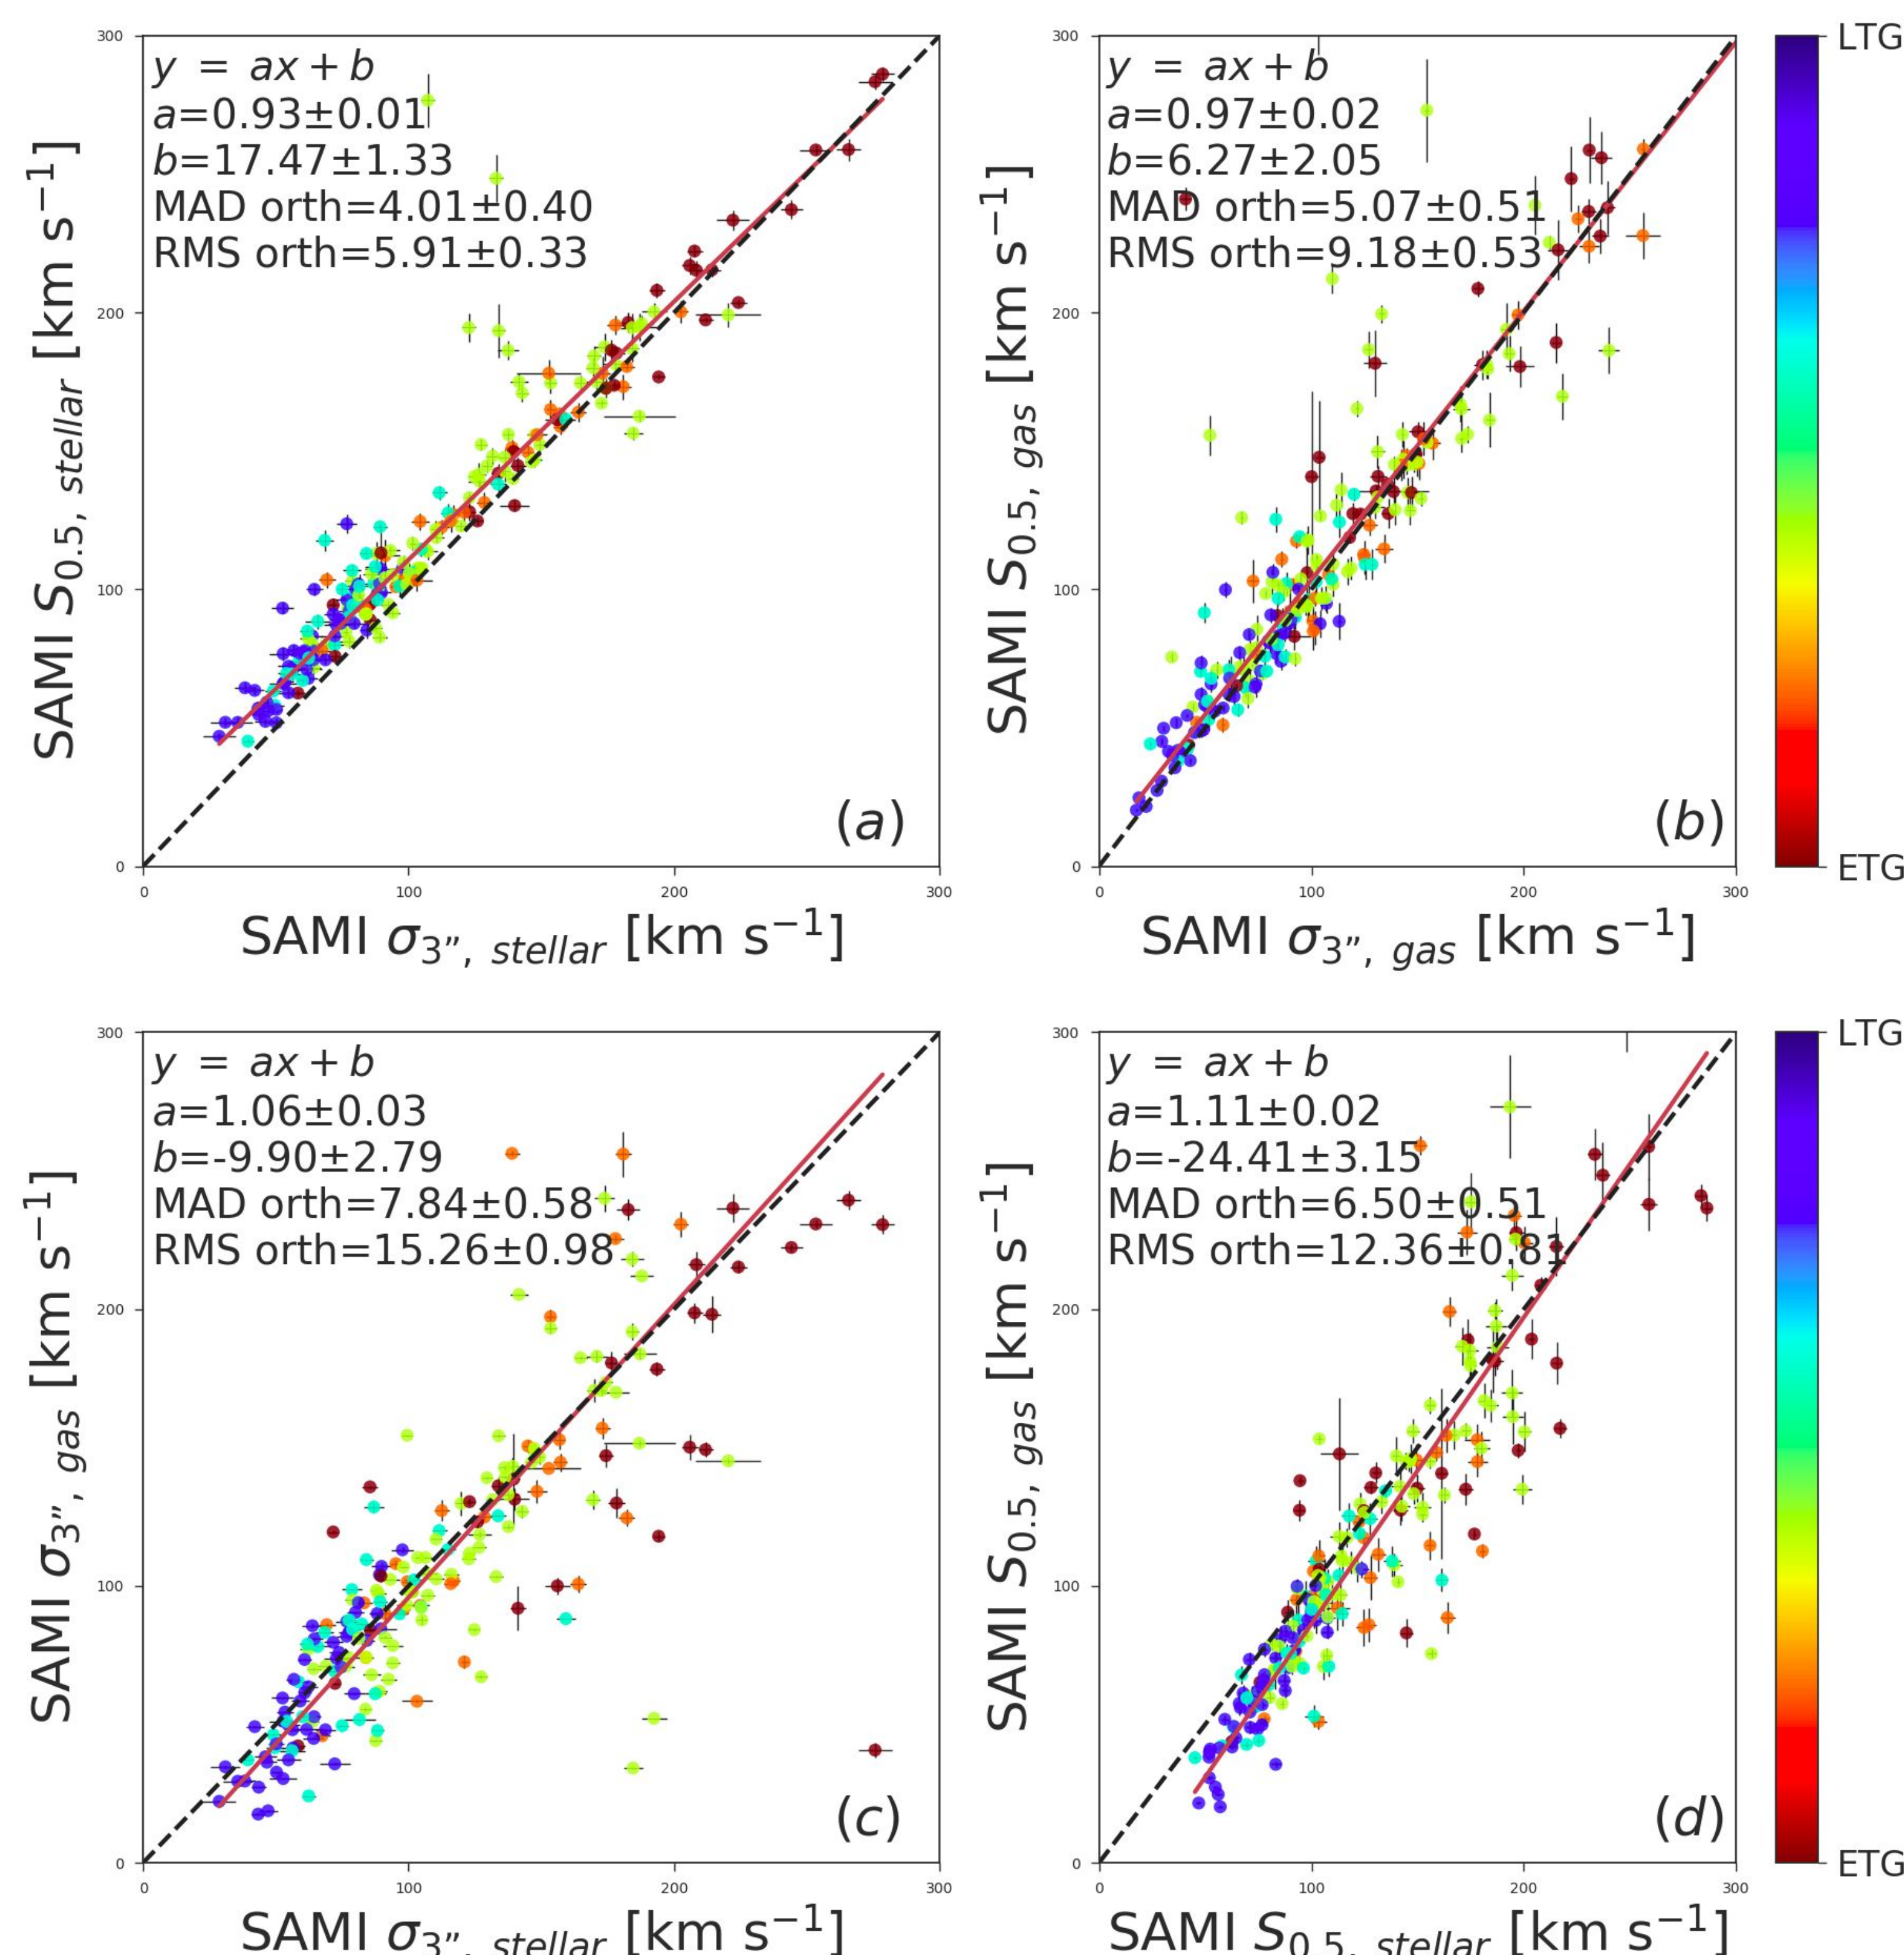 300
200
100
0
0
100
200
300
y = ax + b
a=0.93±0.01
b=17.47±1.33
MAD orth=4.01±0.40
RMS orth=5.91±0.33
(a)
SAMI S0.5, stellar [km s−1]
SAMI σ3”, stellar [km s−1]
300
200
100
0
0
100
200
300
y = ax + b
a=0.97±0.02
b=6.27±2.05
MAD orth=5.07±0.51
RMS orth=9.18±0.53
(b)
SAMI S0.5, gas [km s−1]
SAMI σ3”, gas [km s−1]
LTG
ETG
300
200
100
0
0
100
200
300
y = ax + b
a=1.06±0.03
b=-9.90±2.79
MAD orth=7.84±0.58
RMS orth=15.26±0.98
(c)
SAMI σ3”, gas [km s−1]
SAMI σ3”, stellar [km s−1]
300
200
100
0
0
100
200
300
y = ax + b
a=1.11±0.02
b=-24.41±3.15
MAD orth=6.50±0.51
RMS orth=12.36±0.81
(d)
SAMI S0.5, gas [km s−1]
SAMI S0.5, stellar [km s−1]
LTG
ETG